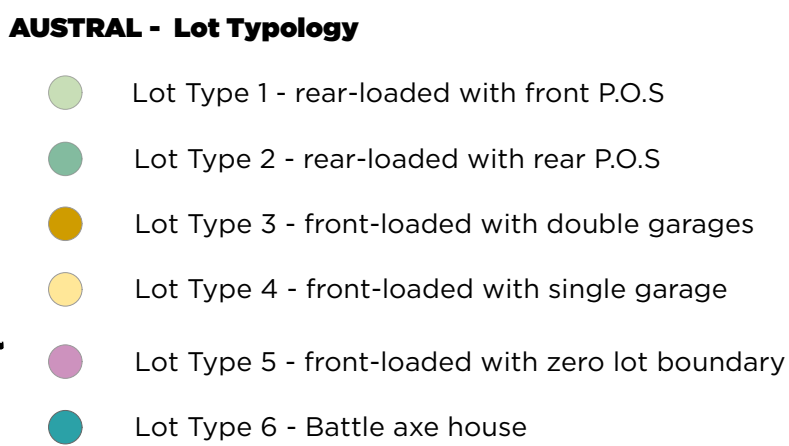 AUSTRAL - Lot Typology
Lot Type 1 - rear-loaded with front P.O.S
Lot Type 2 - rear-loaded with rear P.O.S
Lot Type 3 - front-loaded with double garages
Lot Type 4 - front-loaded with single garage
Lot Type 5 - front-loaded with zero lot boundary
Lot Type 6 - Battle axe house